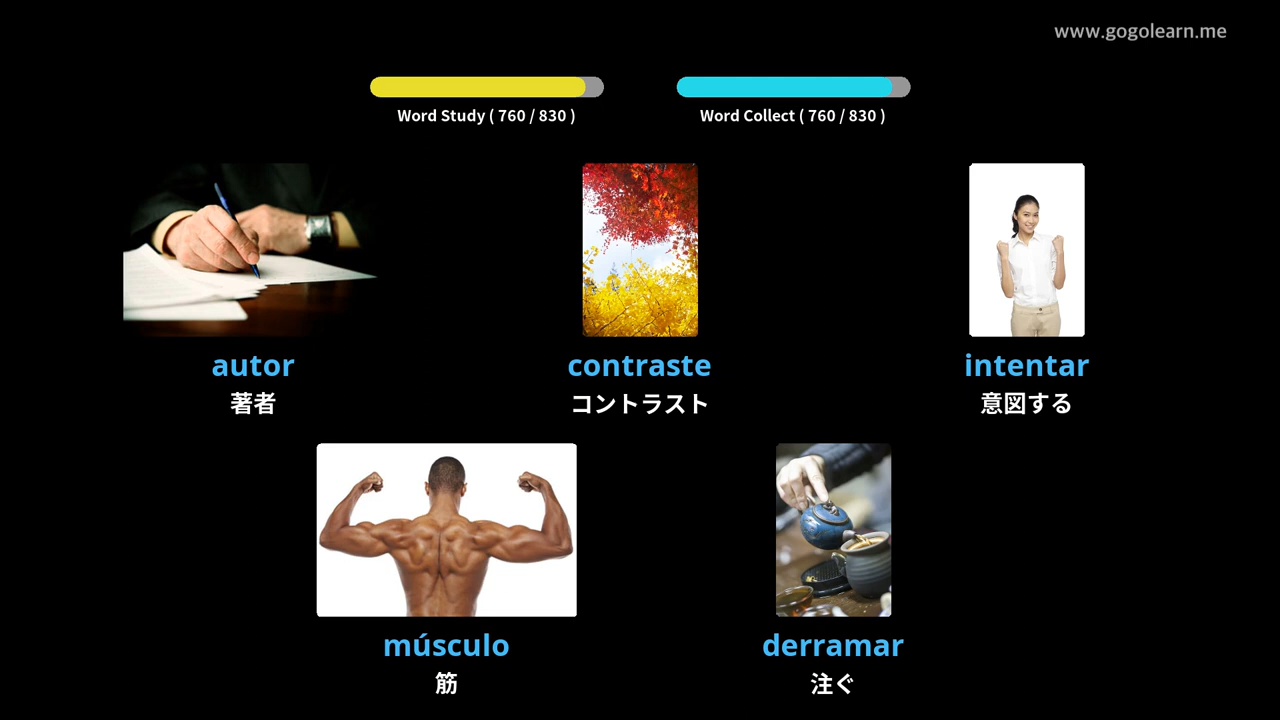 www.gogolearn.me
Word Study ( 760 / 830 )
Word Collect ( 760 / 830 )
autor
著者
contraste
コントラスト
intentar
意図する
músculo
筋
derramar
注ぐ